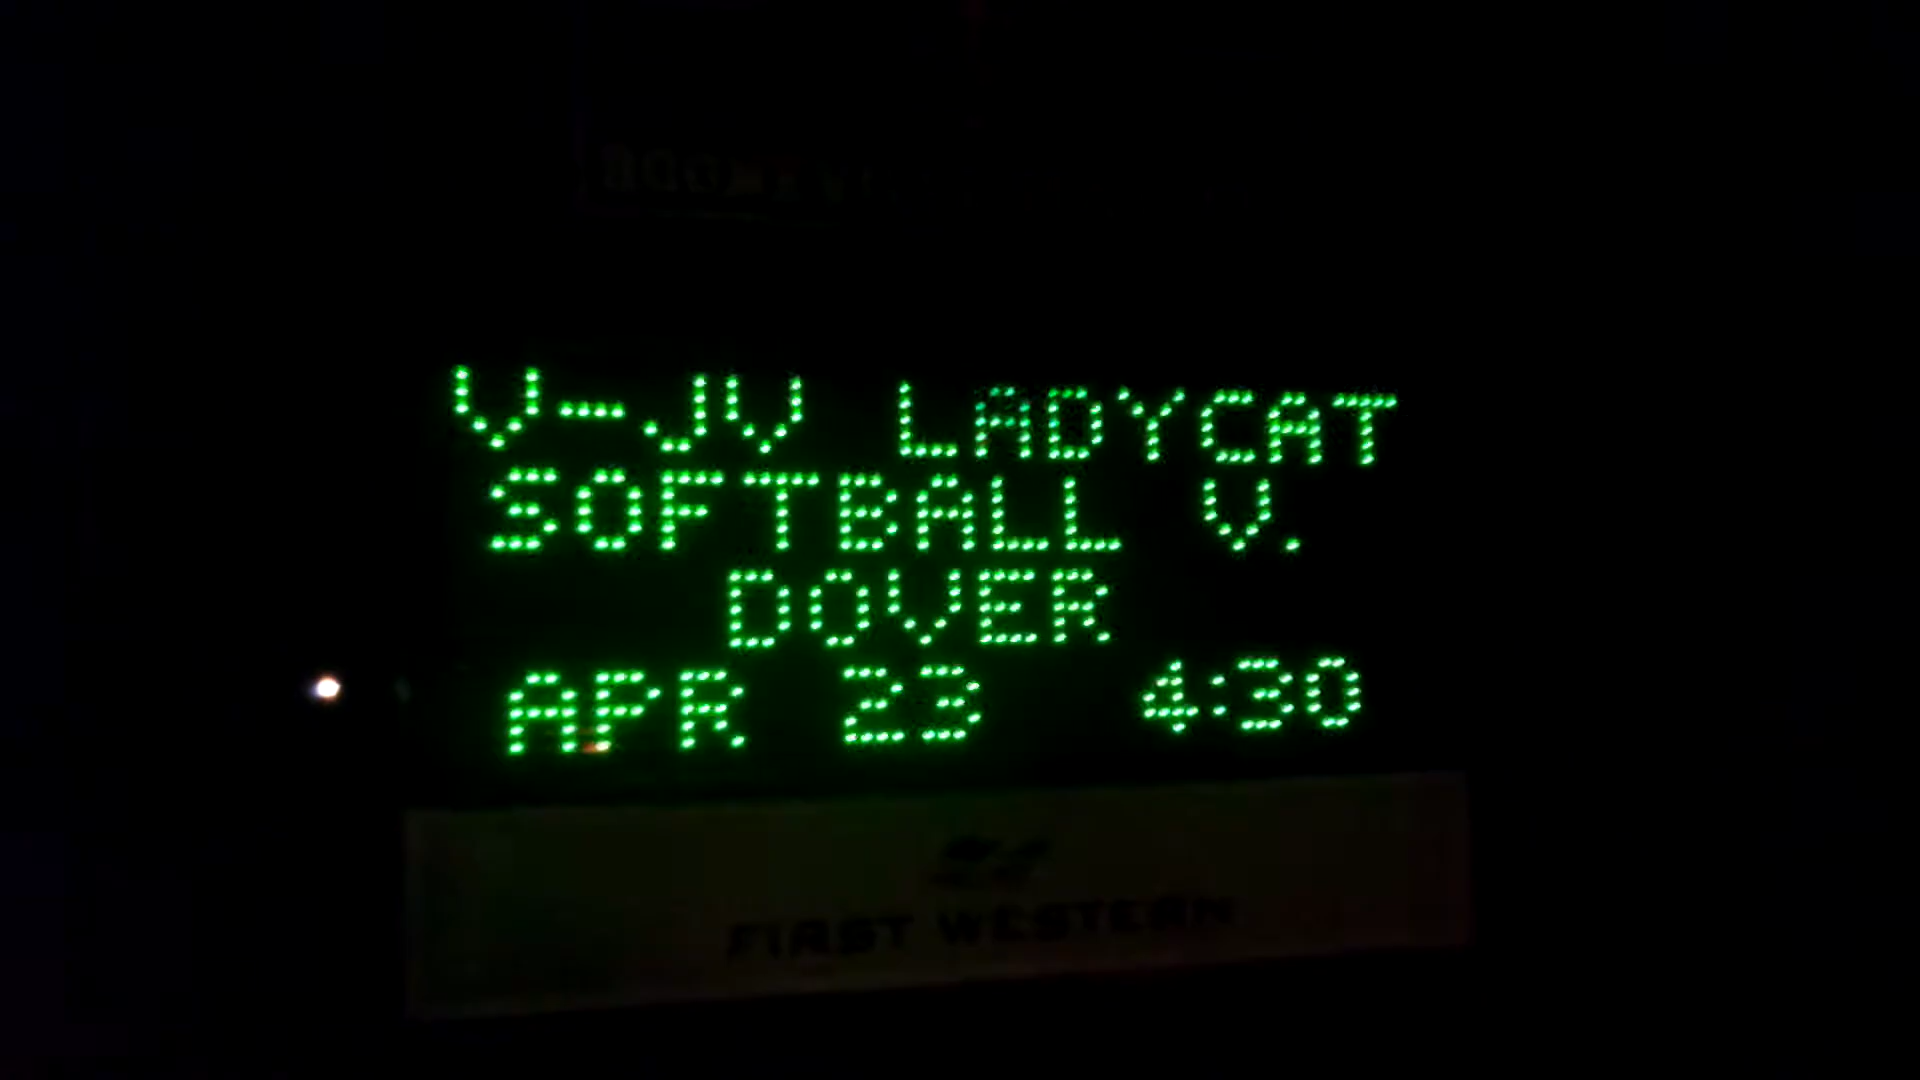 V-JV LADYCAT
SOFTBALL V.
DOVER
APR 23 4:30
FIRST WESTERN